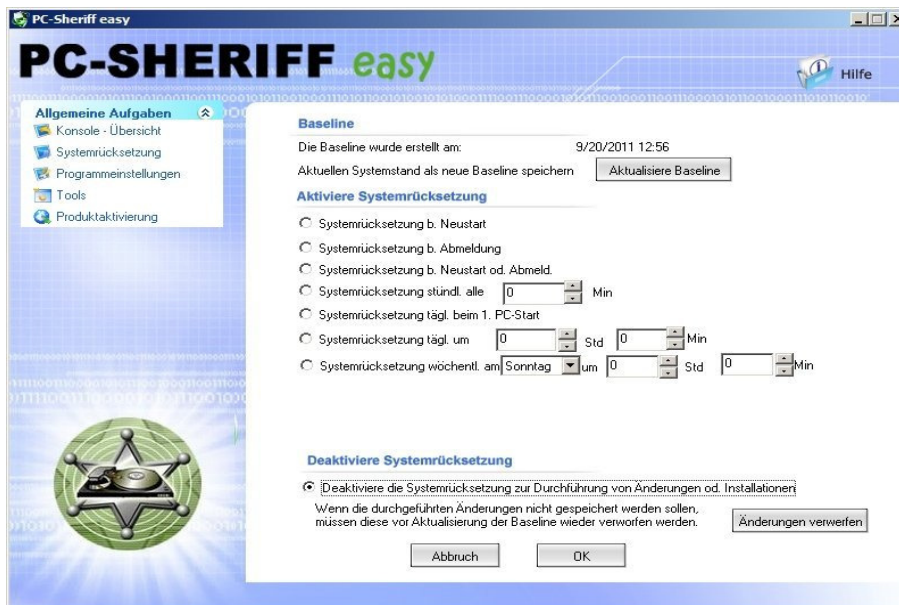 PC-Sheriff easy
PC-SHERIFF easy
Hilfe
Allgemeine Aufgaben
Konsole - Übersicht
Systemrücksetzung
Programmeinstellungen
Tools
Produktaktivierung
Baseline
Die Baseline wurde erstellt am: 9/20/2011 12:56
Aktuellen Systemstand als neue Baseline speichern Aktualisiere Baseline
Aktiviere Systemrücksetzung
Systemrücksetzung b. Neustart
Systemrücksetzung b. Abmeldung
Systemrücksetzung b. Neustart od. Abmeld.
Systemrücksetzung stündl. alle 0 Min
Systemrücksetzung tägl. beim 1. PC-Start
Systemrücksetzung tägl. um 0 Std 0 Min
Systemrücksetzung wöchentl. am Sonntag um 0 Std 0 Min
Deaktiviere Systemrücksetzung
Deaktiviere die Systemrücksetzung zur Durchführung von Änderungen od. Installationen
Wenn die durchgeführten Änderungen nicht gespeichert werden sollen,
müssen diese vor Aktualisierung der Baseline wieder verworfen werden.
Änderungen verwerfen
Abbruch OK